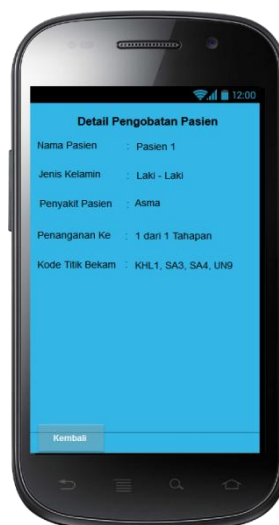 12:00
Detail Pengobatan Pasien
Nama Pasien : Pasien 1
Jenis Kelamin : Laki - Laki
Penyakit Pasien : Asma
Penanganan Ke : 1 dari 1 Tahapan
Kode Titik Bekam : KHL1, SA3, SA4, UN9
Kembali